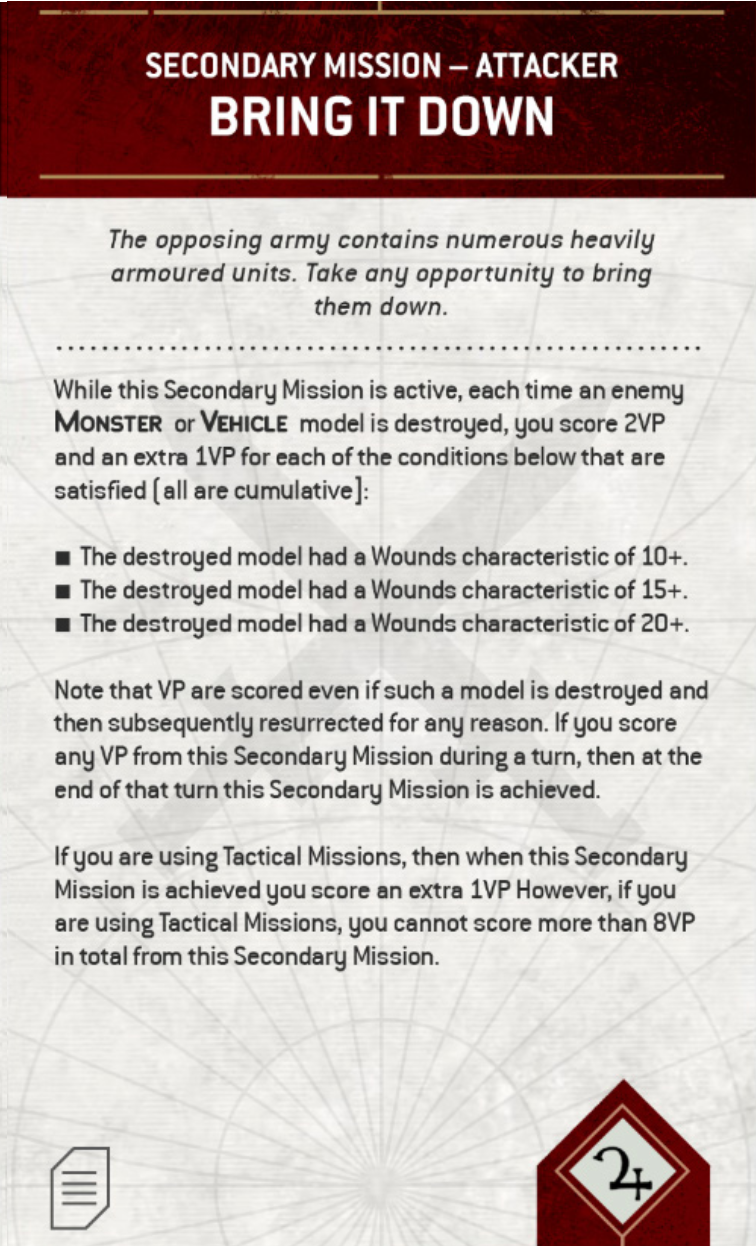 SECONDARY MISSION – ATTACKER
BRING IT DOWN
The opposing army contains numerous heavily
armoured units. Take any opportunity to bring
them down.
While this Secondary Mission is active, each time an enemy
MONSTER or VEHICLE model is destroyed, you score 2VP
and an extra 1VP for each of the conditions below that are
satisfied [all are cumulative]:
■ The destroyed model had a Wounds characteristic of 10+.
■ The destroyed model had a Wounds characteristic of 15+.
■ The destroyed model had a Wounds characteristic of 20+.
Note that VP are scored even if such a model is destroyed and
then subsequently resurrected for any reason. If you score
any VP from this Secondary Mission during a turn, then at the
end of that turn this Secondary Mission is achieved.
If you are using Tactical Missions, then when this Secondary
Mission is achieved you score an extra 1VP However, if you
are using Tactical Missions, you cannot score more than 8VP
in total from this Secondary Mission.